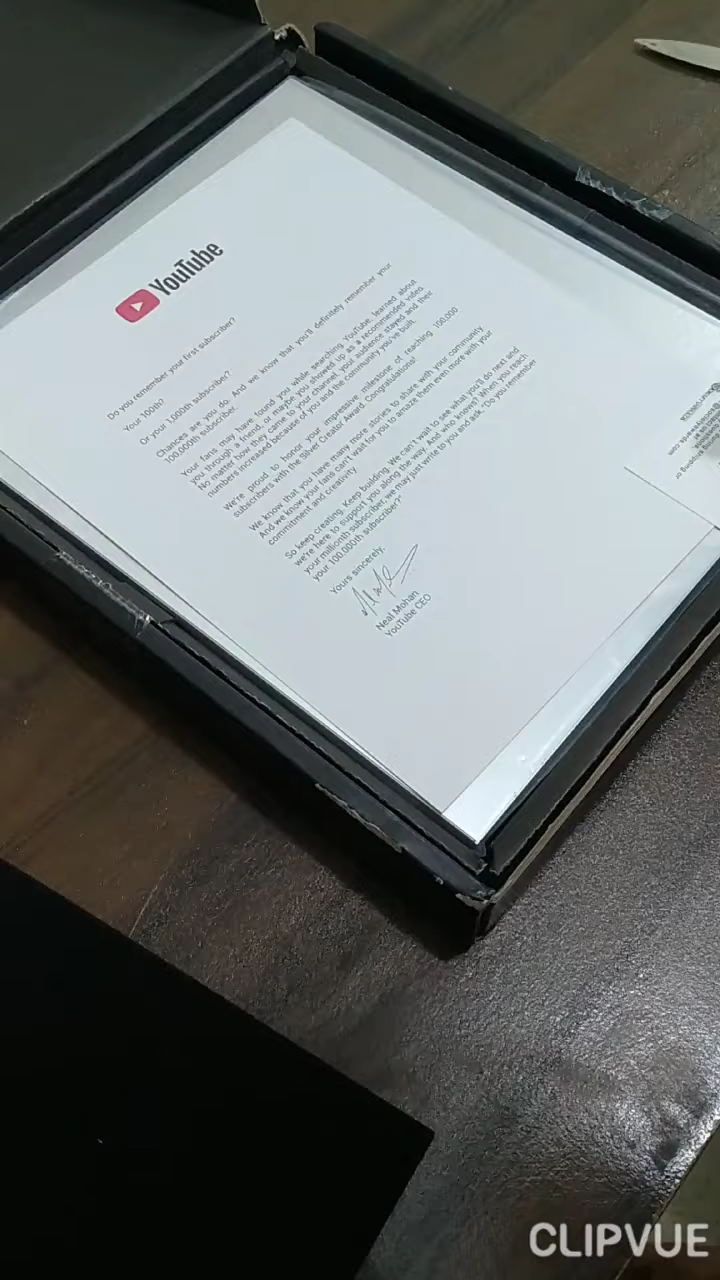 YouTube
Do you remember your first subscriber?
Your 100th?
Or your 1,000th subscriber?
Chances are you do. And we know that you'll definitely remember your
100,000th subscriber.
Your fans may have found you while searching YouTube, learned about
you through a friend, or maybe you showed up as a recommended video.
No matter how they came to your channel, your audience stayed and their
numbers increased because of you and the community you've built.
We're proud to honor your impressive milestone of reaching 100,000
subscribers with the Silver Creator Award. Congratulations!
We know that you have many more stories to share with your community.
And we know your fans can't wait for you to amaze them even more with your
commitment and creativity.
So keep creating. Keep building. We can't wait to see what you'll do next and
we're here to support you along the way. And who knows? When you reach
your millionth subscriber, we may just write to you and ask, "Do you remember
your 100,000th subscriber?"
Yours sincerely,
Neal Mohan
YouTube CEO
CLIPVUE